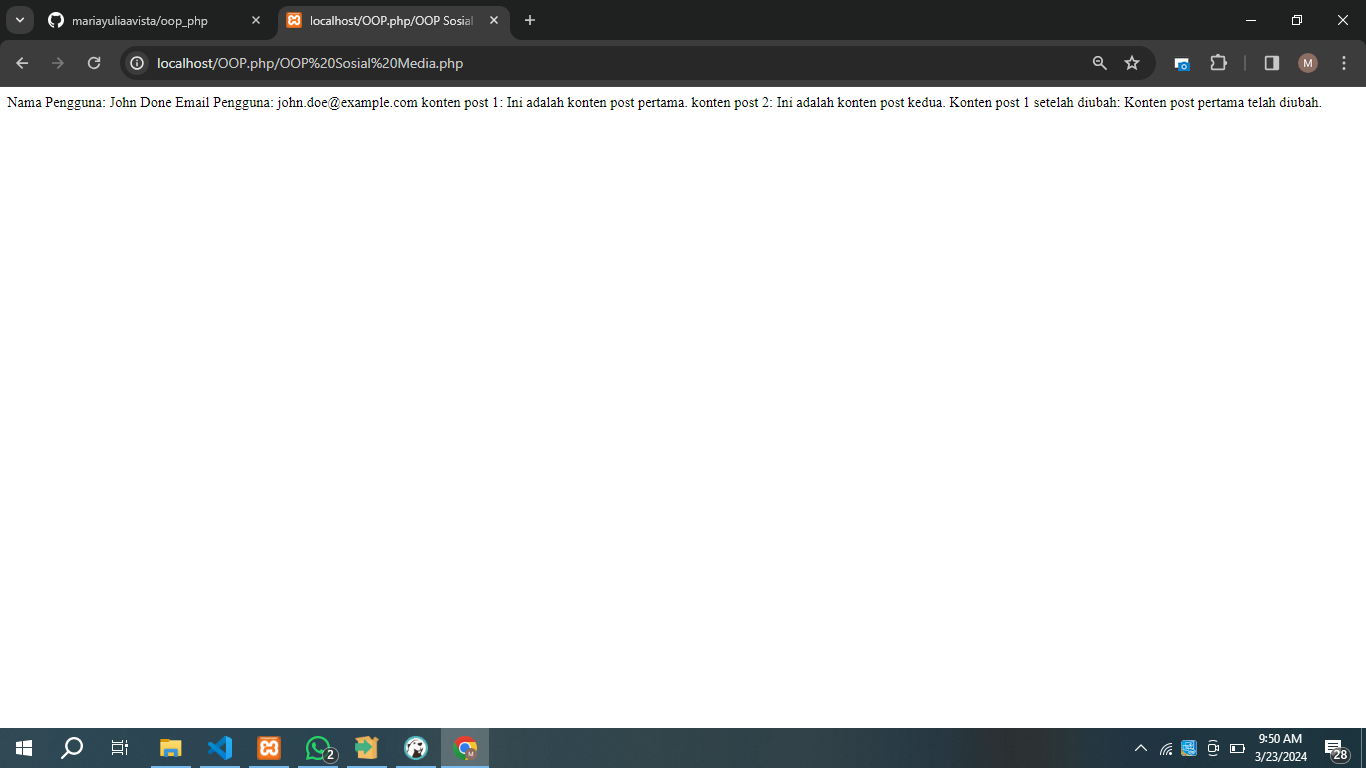 mariayuliaavista/oop_php
localhost/OOP.php/OOP Sosial
localhost/OOP.php/OOP%20Sosial%20Media.php
M
Nama Pengguna: John Done Email Pengguna: john.doe@example.com konten post 1: Ini adalah konten post pertama. konten post 2: Ini adalah konten post kedua. Konten post 1 setelah diubah: Konten post pertama telah diubah.
2
M
9:50 AM
3/23/2024
28